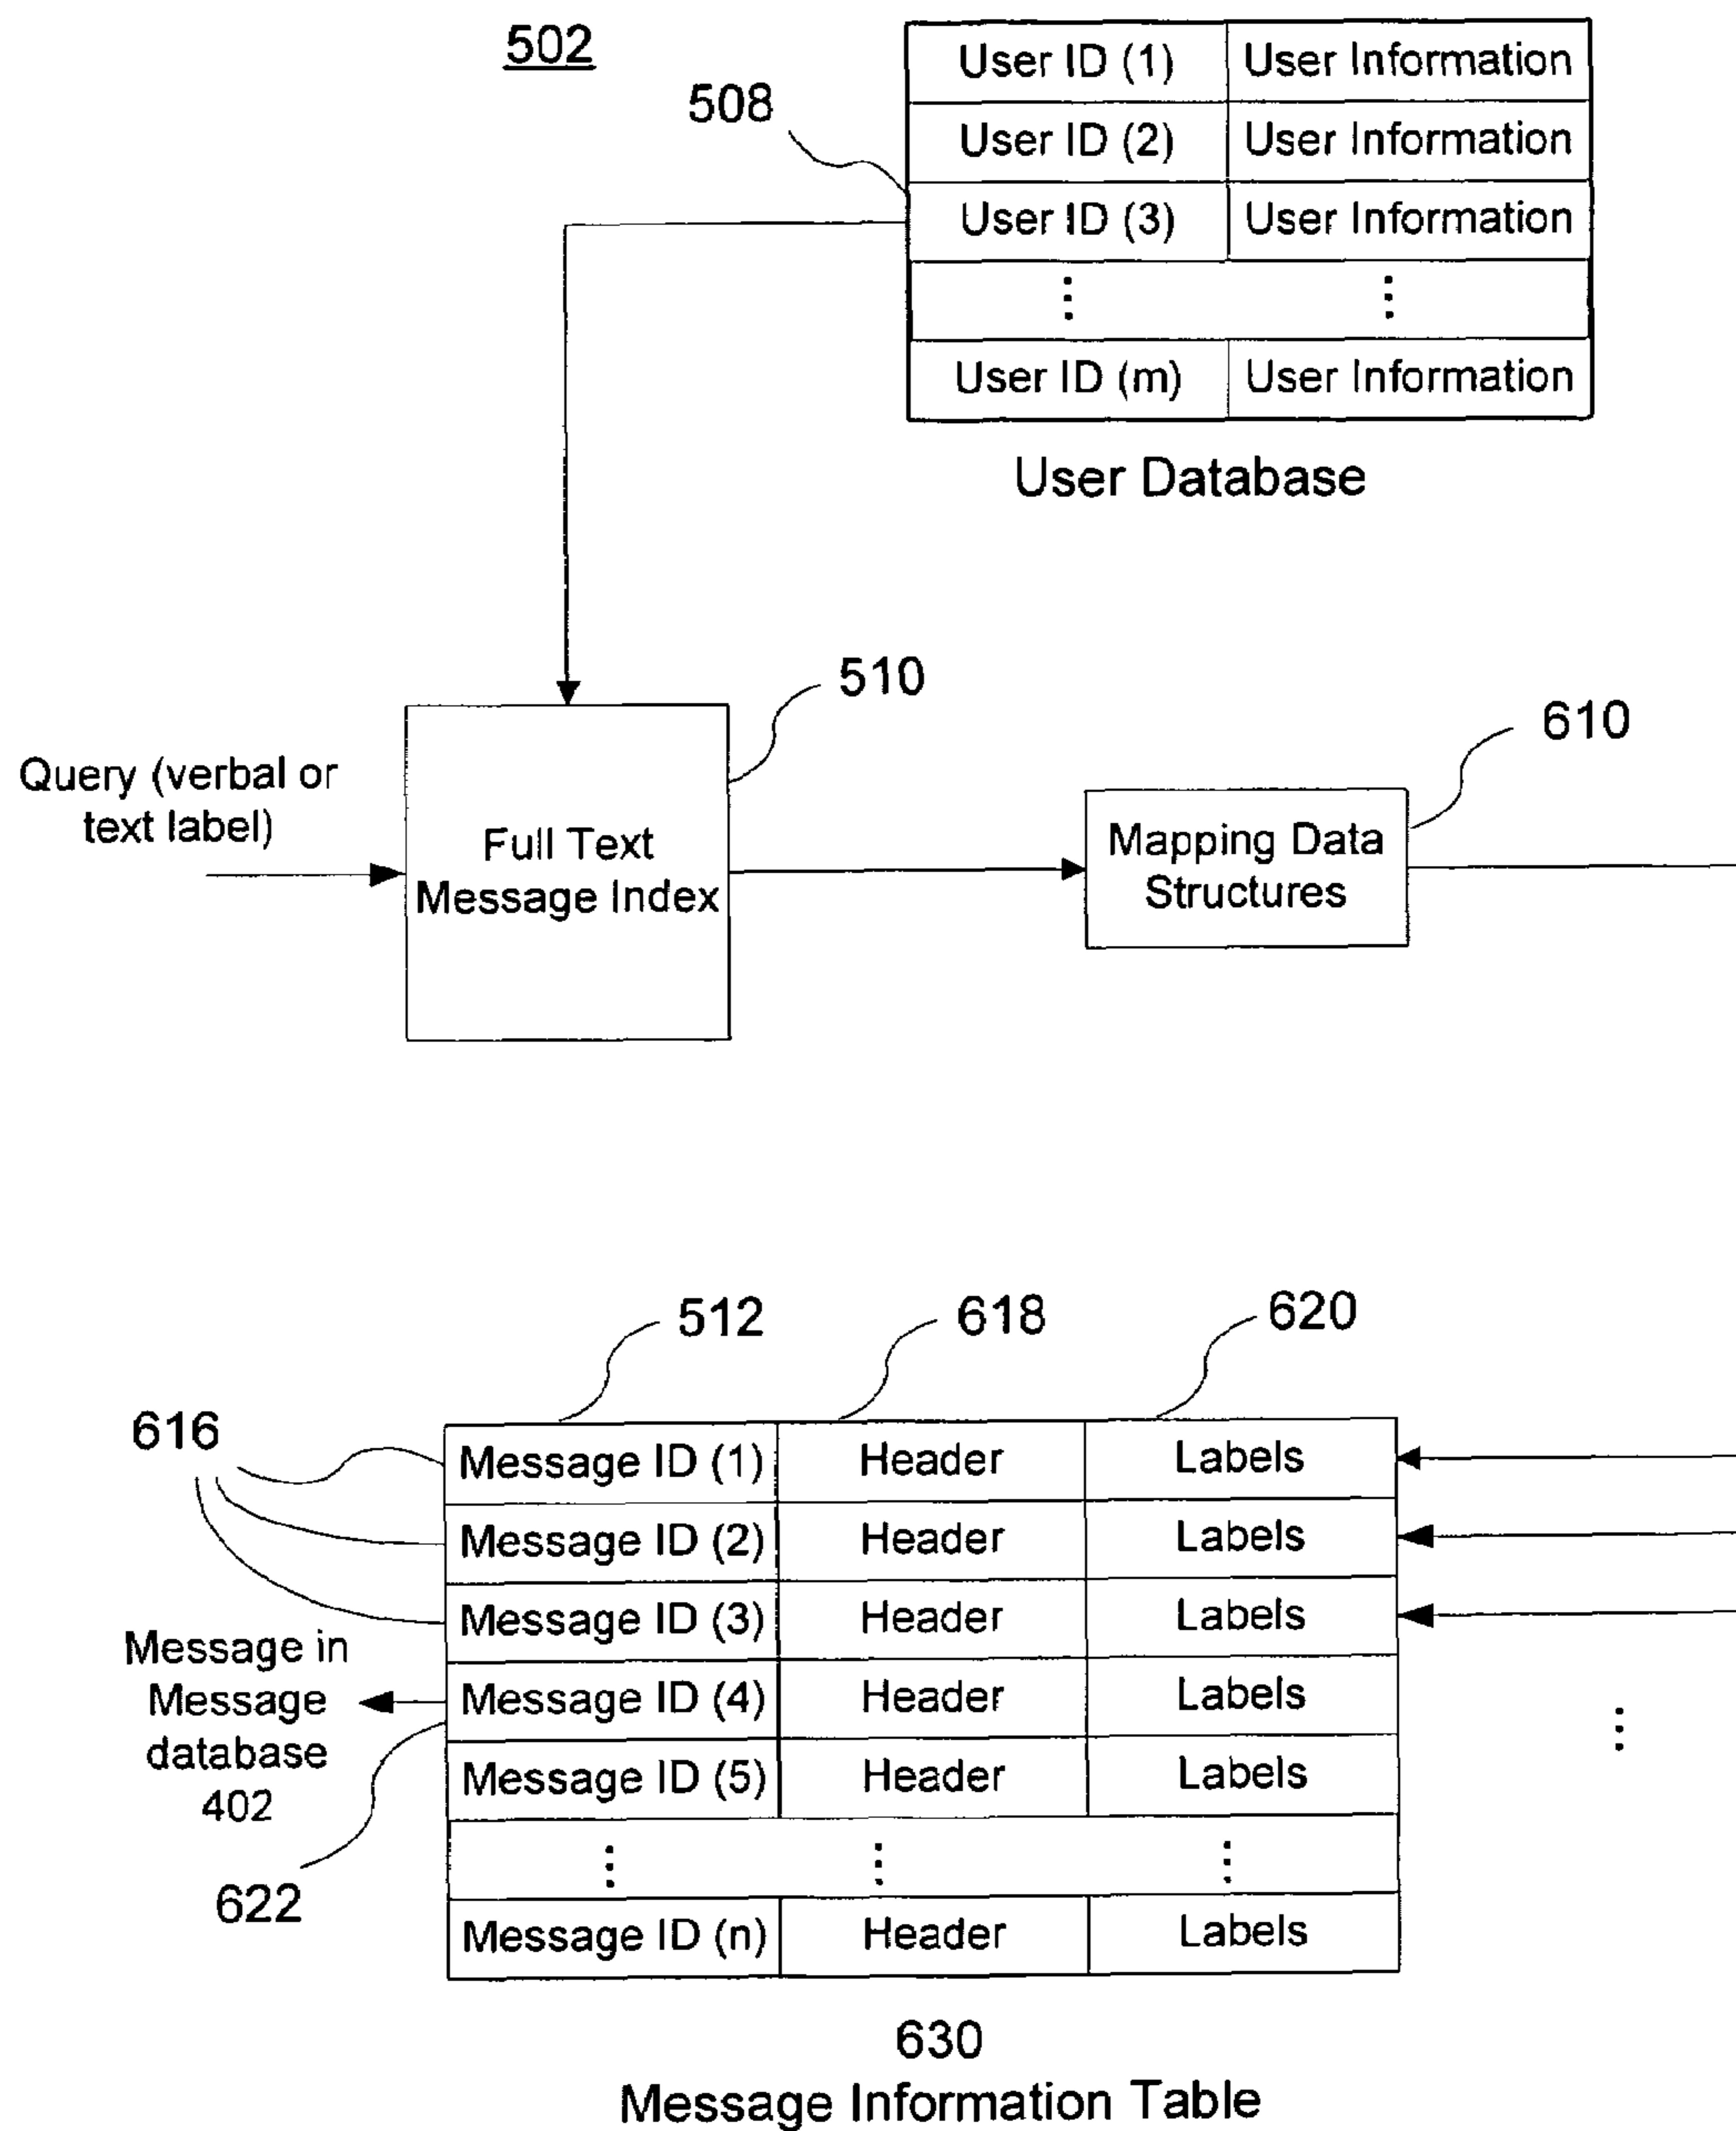 502
User ID (1) User Information
508
User ID (2) User Information
User ID (3) User Information
⋮ ⋮
User ID (m) User Information
User Database
510
610
Query (verbal or
text label)
Full Text
Message Index
Mapping Data
Structures
512 618 620
616
Message ID (1) Header Labels
Message ID (2) Header Labels
Message ID (3) Header Labels
Message in
Message
database
402
Message ID (4) Header Labels
⋮
Message ID (5) Header Labels
⋮ ⋮ ⋮
622
Message ID (n) Header Labels
630
Message Information Table